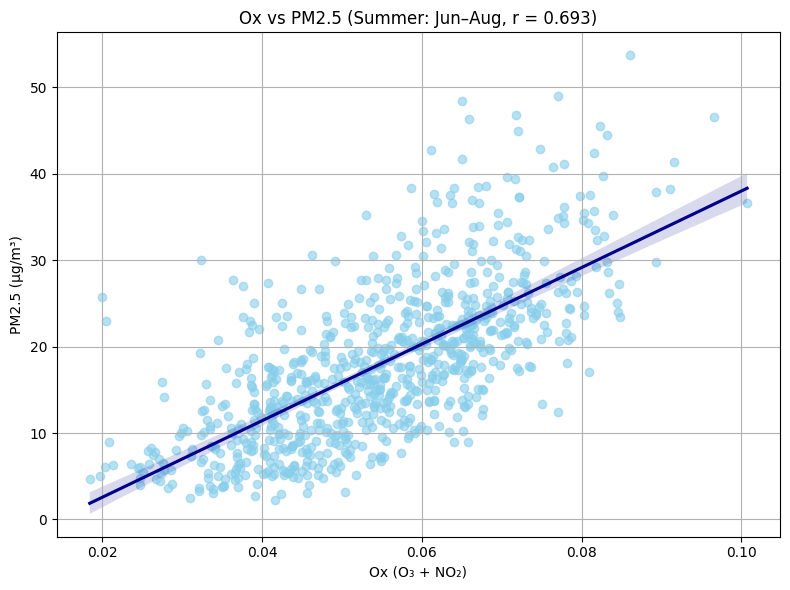 Ox vs PM2.5 (Summer: Jun–Aug, r = 0.693)
PM2.5 (µg/m³)
50
40
30
20
10
0
0.02 0.04 0.06 0.08 0.10
Ox (O₃ + NO₂)